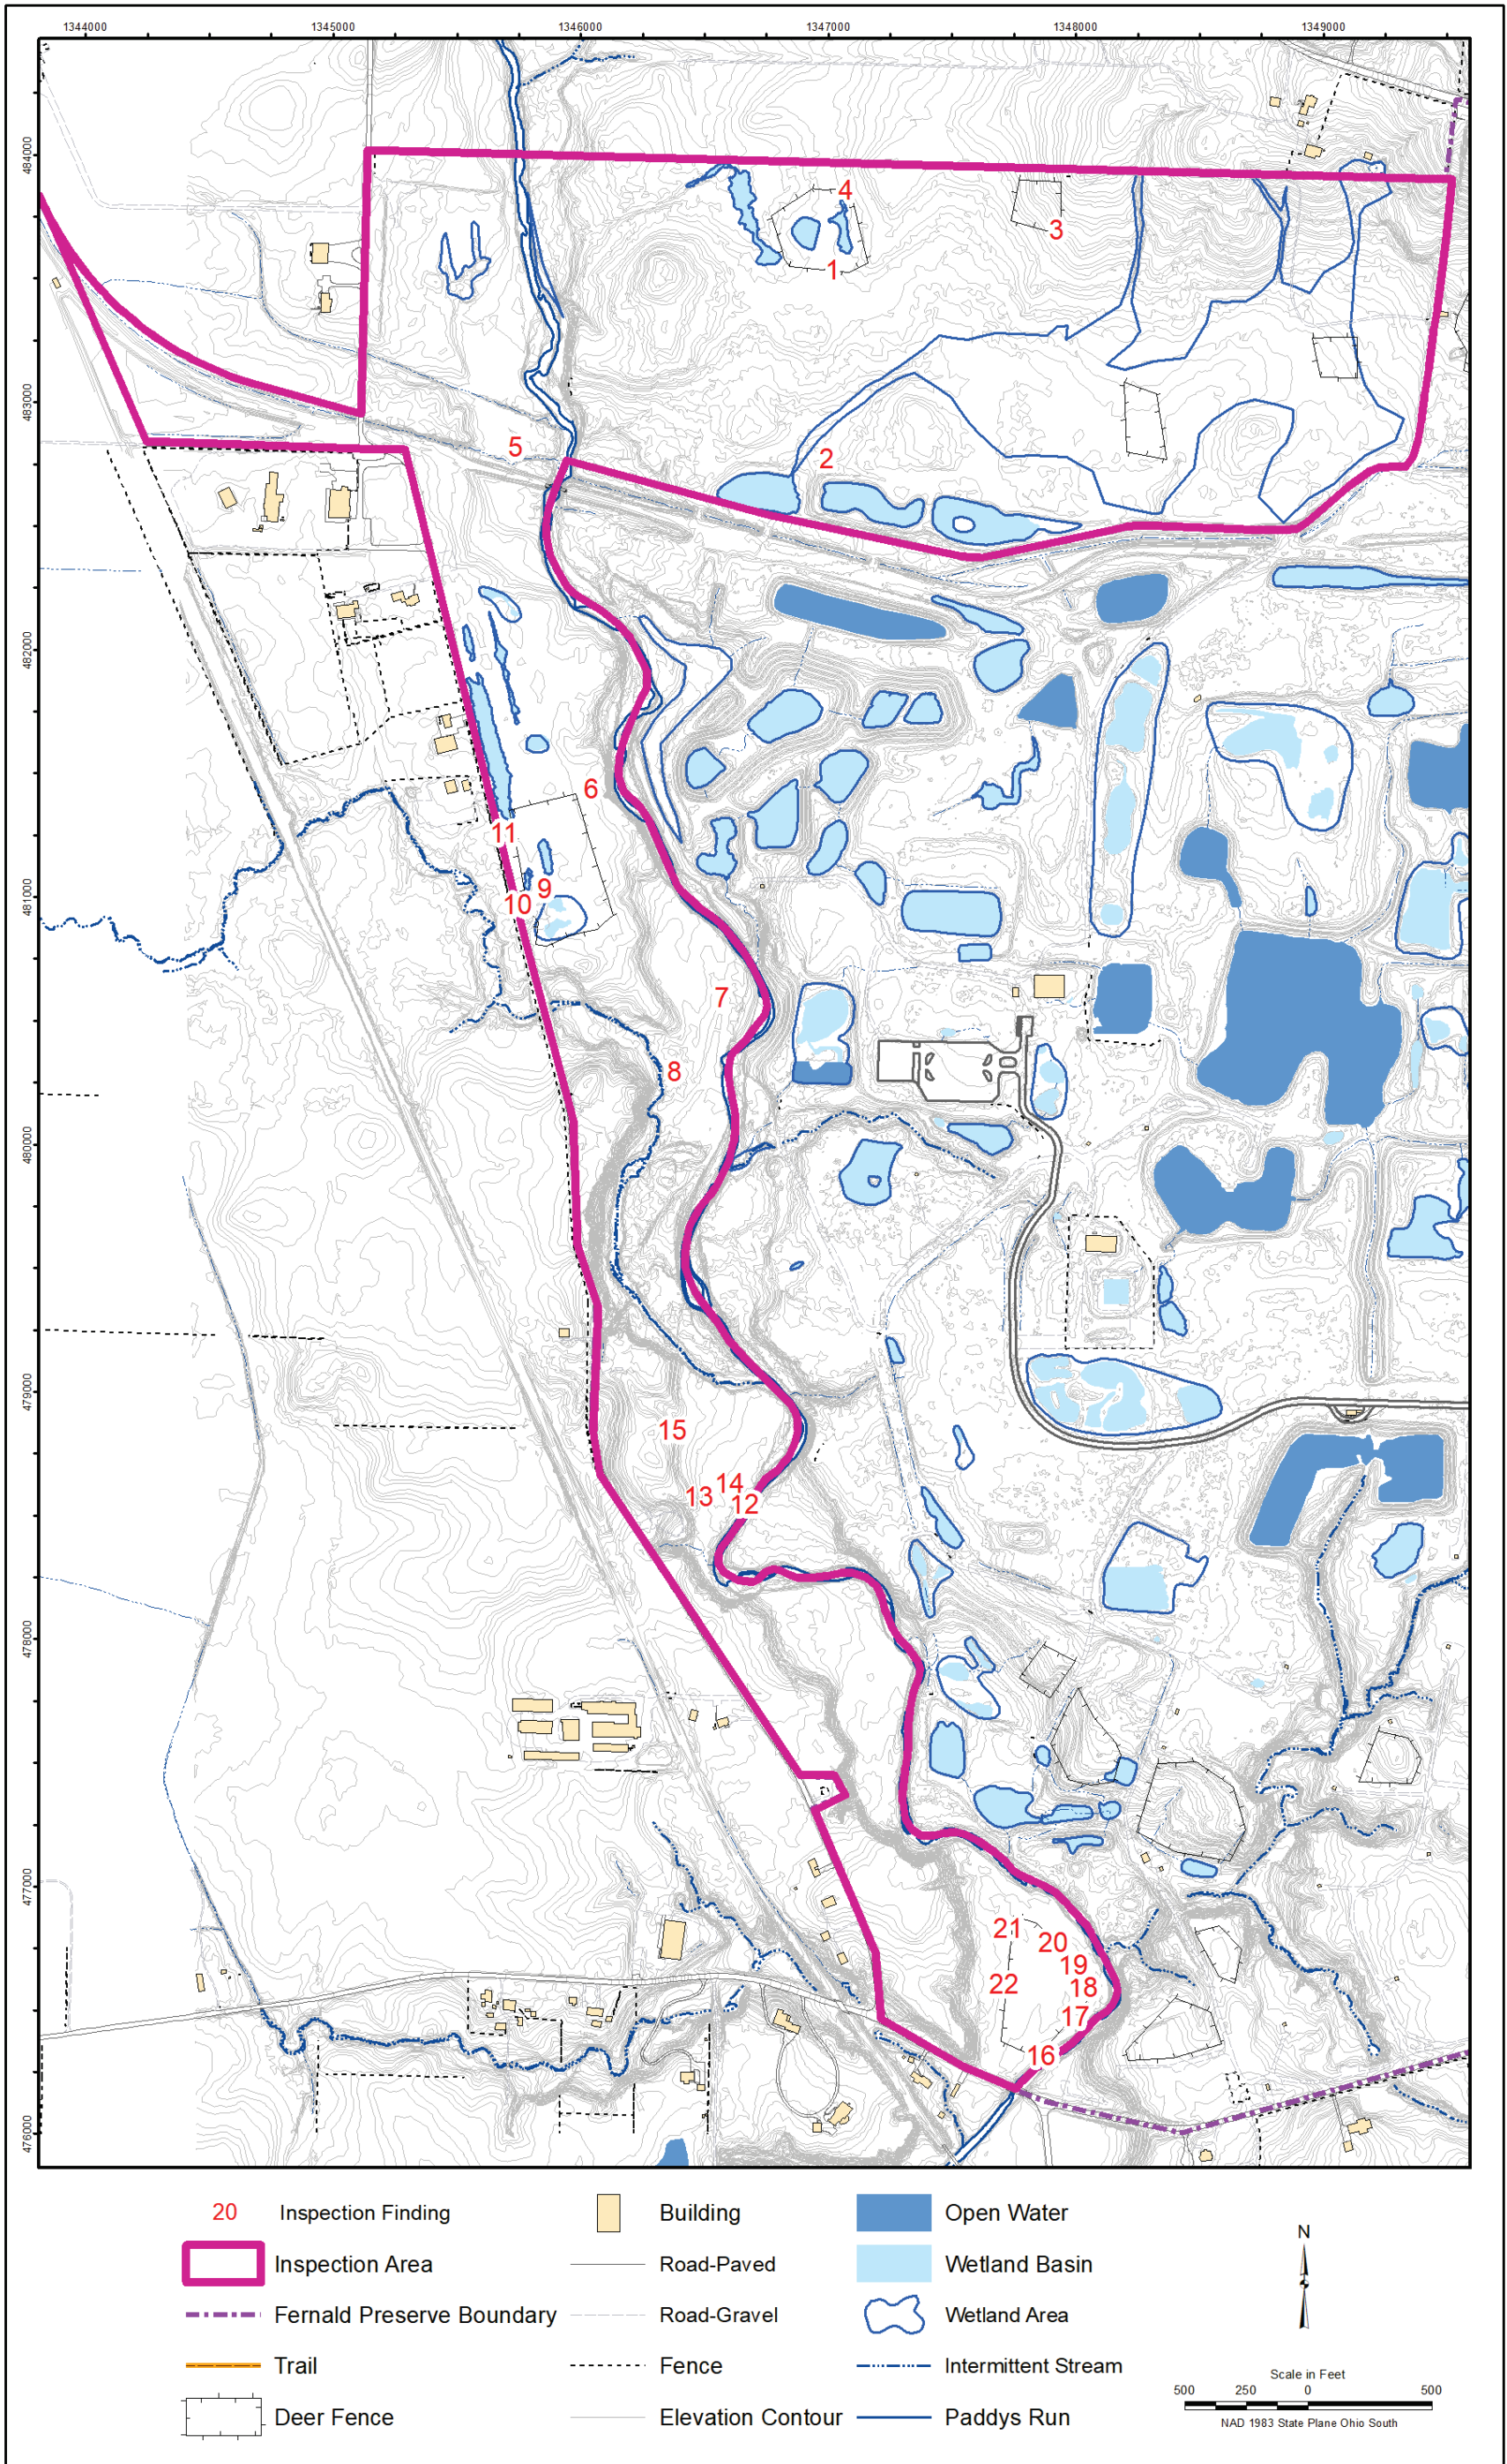 1344000 1345000 1346000 1347000 1348000 1349000
484000
483000
482000
481000
480000
479000
478000
477000
476000
4
3
1
5
2
6
11
9
10
7
8
15
14
13
12
21
20
19
22
18
17
16
20 Inspection Finding
Inspection Area
Fernald Preserve Boundary
Trail
Deer Fence
Building
Road-Paved
Road-Gravel
Fence
Elevation Contour
Open Water
Wetland Basin
Wetland Area
Intermittent Stream
Paddys Run
N
Scale in Feet
500 250 0 500
NAD 1983 State Plane Ohio South